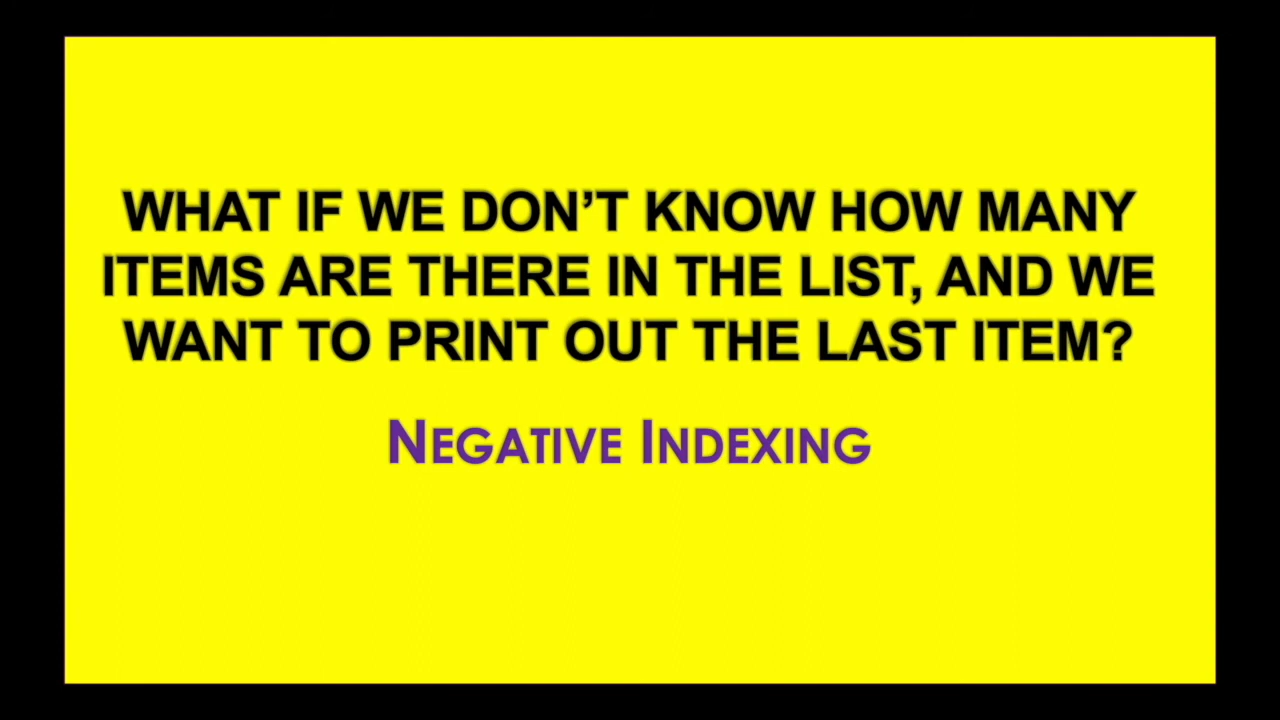 WHAT IF WE DON’T KNOW HOW MANY
ITEMS ARE THERE IN THE LIST, AND WE
WANT TO PRINT OUT THE LAST ITEM?
NEGATIVE INDEXING